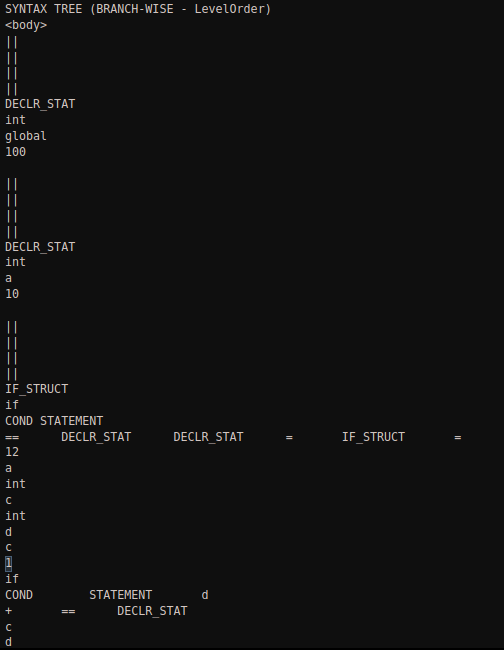 SYNTAX TREE (BRANCH-WISE - LevelOrder)
<body>
||
||
||
||
DECLR_STAT
int
global
100
||
||
||
||
DECLR_STAT
int
a
10
||
||
||
||
IF_STRUCT
if
COND STATEMENT
== DECLR_STAT DECLR_STAT = IF_STRUCT =
12
a
int
c
int
d
c
1
if
COND STATEMENT d
+ == DECLR_STAT
c
d